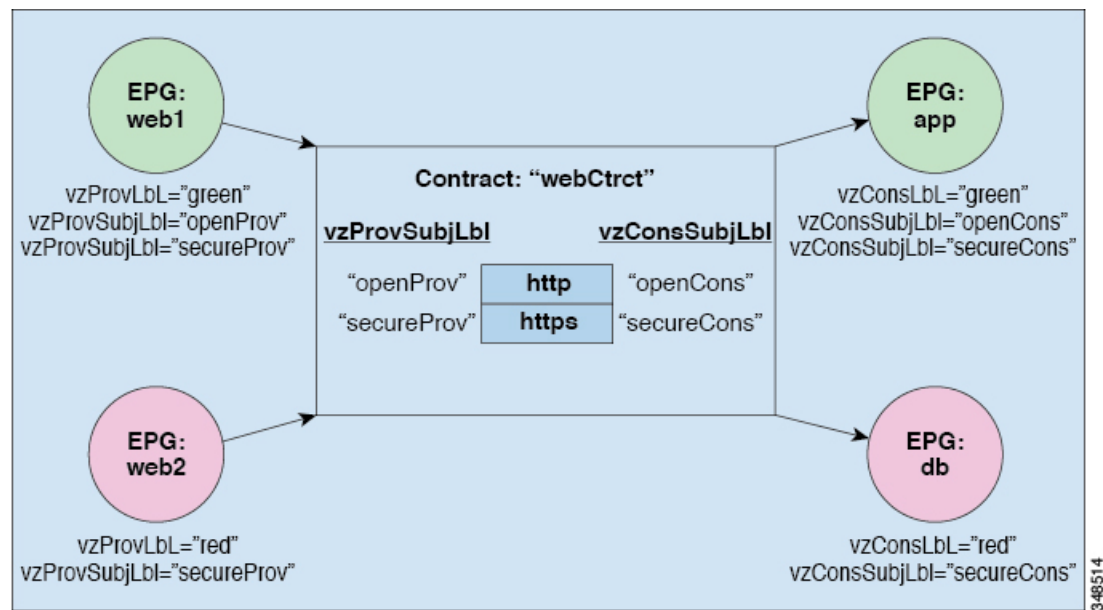 EPG:
web1
vzProvLbL="green"
vzProvSubjLbl="openProv"
vzProvSubjLbl="secureProv"
EPG:
app
vzConsLbL="green"
vzConsSubjLbl="openCons"
vzConsSubjLbl="secureCons"
Contract: “webCtrct”
vzProvSubjLbl vzConsSubjLbl
“openProv” http “openCons”
“secureProv” https “secureCons”
EPG:
web2
vzProvLbL="red"
vzProvSubjLbl="secureProv"
EPG:
db
vzConsLbL="red"
vzConsSubjLbl="secureCons"
348514